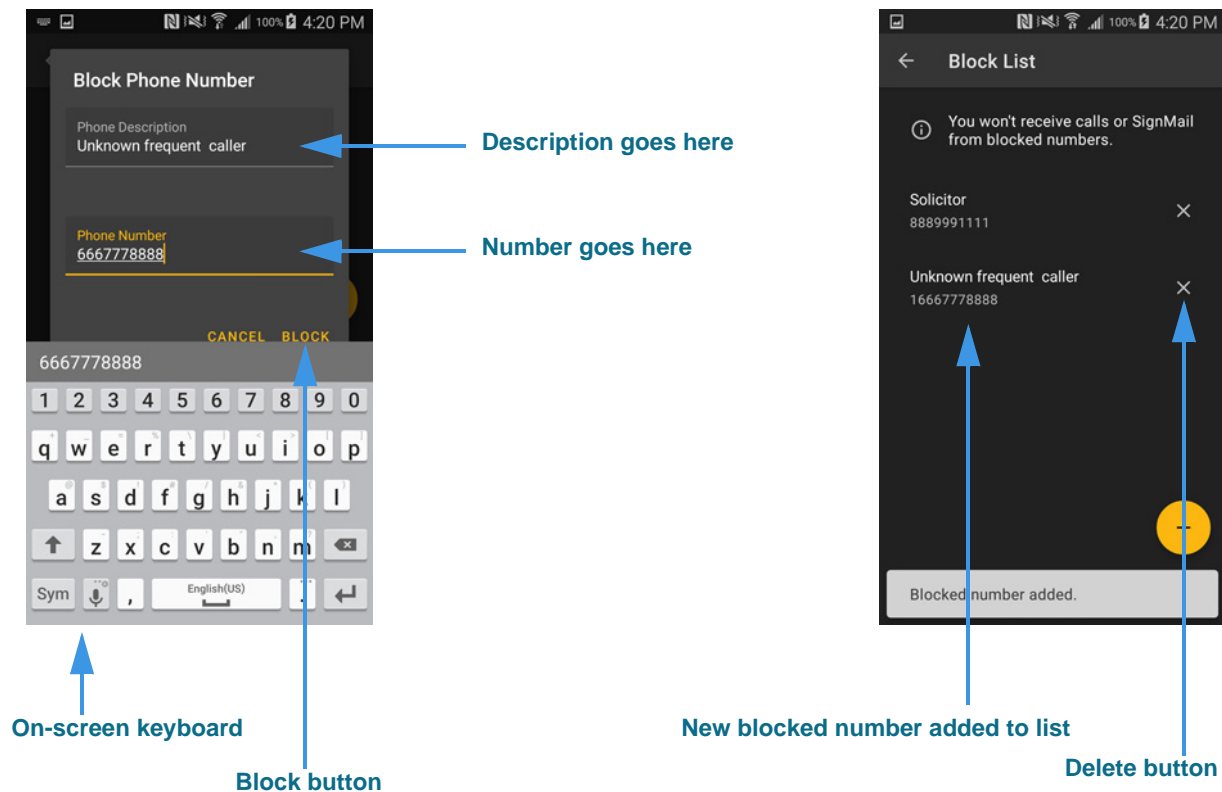 100% 4:20 PM
Block Phone Number
Phone Description
Unknown frequent  caller
Phone Number
6667778888
CANCEL BLOCK
6667778888
1 2 3 4 5 6 7 8 9 0
q w e r t y u i o p
a s d f g h j k l
z x c v b n m
Sym , English(US) .
Description goes here
Number goes here
On-screen keyboard
Block button
100% 4:20 PM
Block List
You won't receive calls or SignMail
from blocked numbers.
Solicitor
8889991111
Unknown frequent  caller
16667778888
Blocked number added.
New blocked number added to list
Delete button